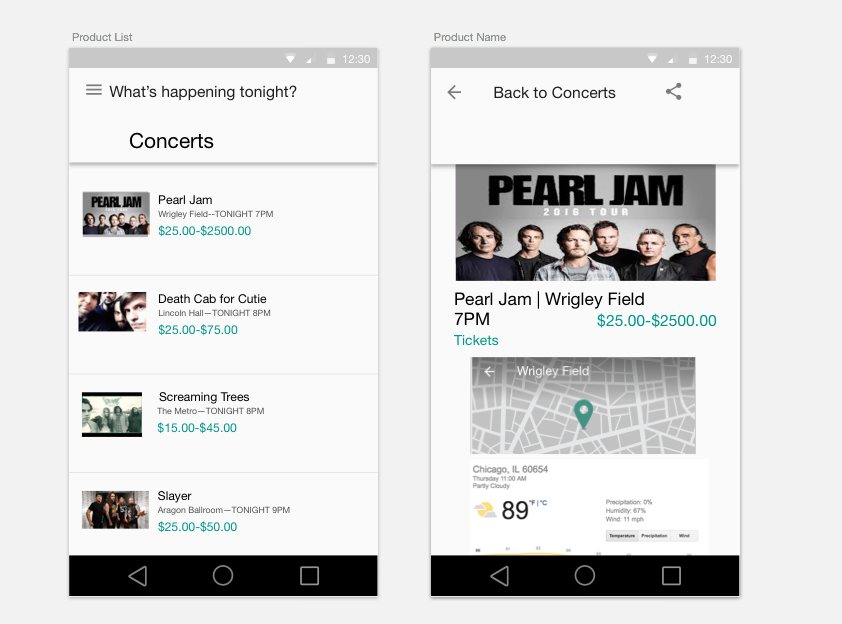 Product List
12:30
What's happening tonight?
Concerts
PEARL JAM
Pearl Jam
Wrigley Field--TONIGHT 7PM
$25.00-$2500.00
Death Cab for Cutie
Lincoln Hall—TONIGHT 8PM
$25.00-$75.00
Screaming Trees
The Metro—TONIGHT 8PM
$15.00-$45.00
Slayer
Aragon Ballroom—TONIGHT 9PM
$25.00-$50.00
Product Name
12:30
Back to Concerts
PEARL JAM
2016 TOUR
Pearl Jam | Wrigley Field
7PM
$25.00-$2500.00
Tickets
Wrigley Field
Chicago, IL 60654
Thursday 11:00 AM
Partly Cloudy
89 °F | °C
Precipitation: 0%
Humidity: 67%
Wind: 11 mph
Temperature Precipitation Wind